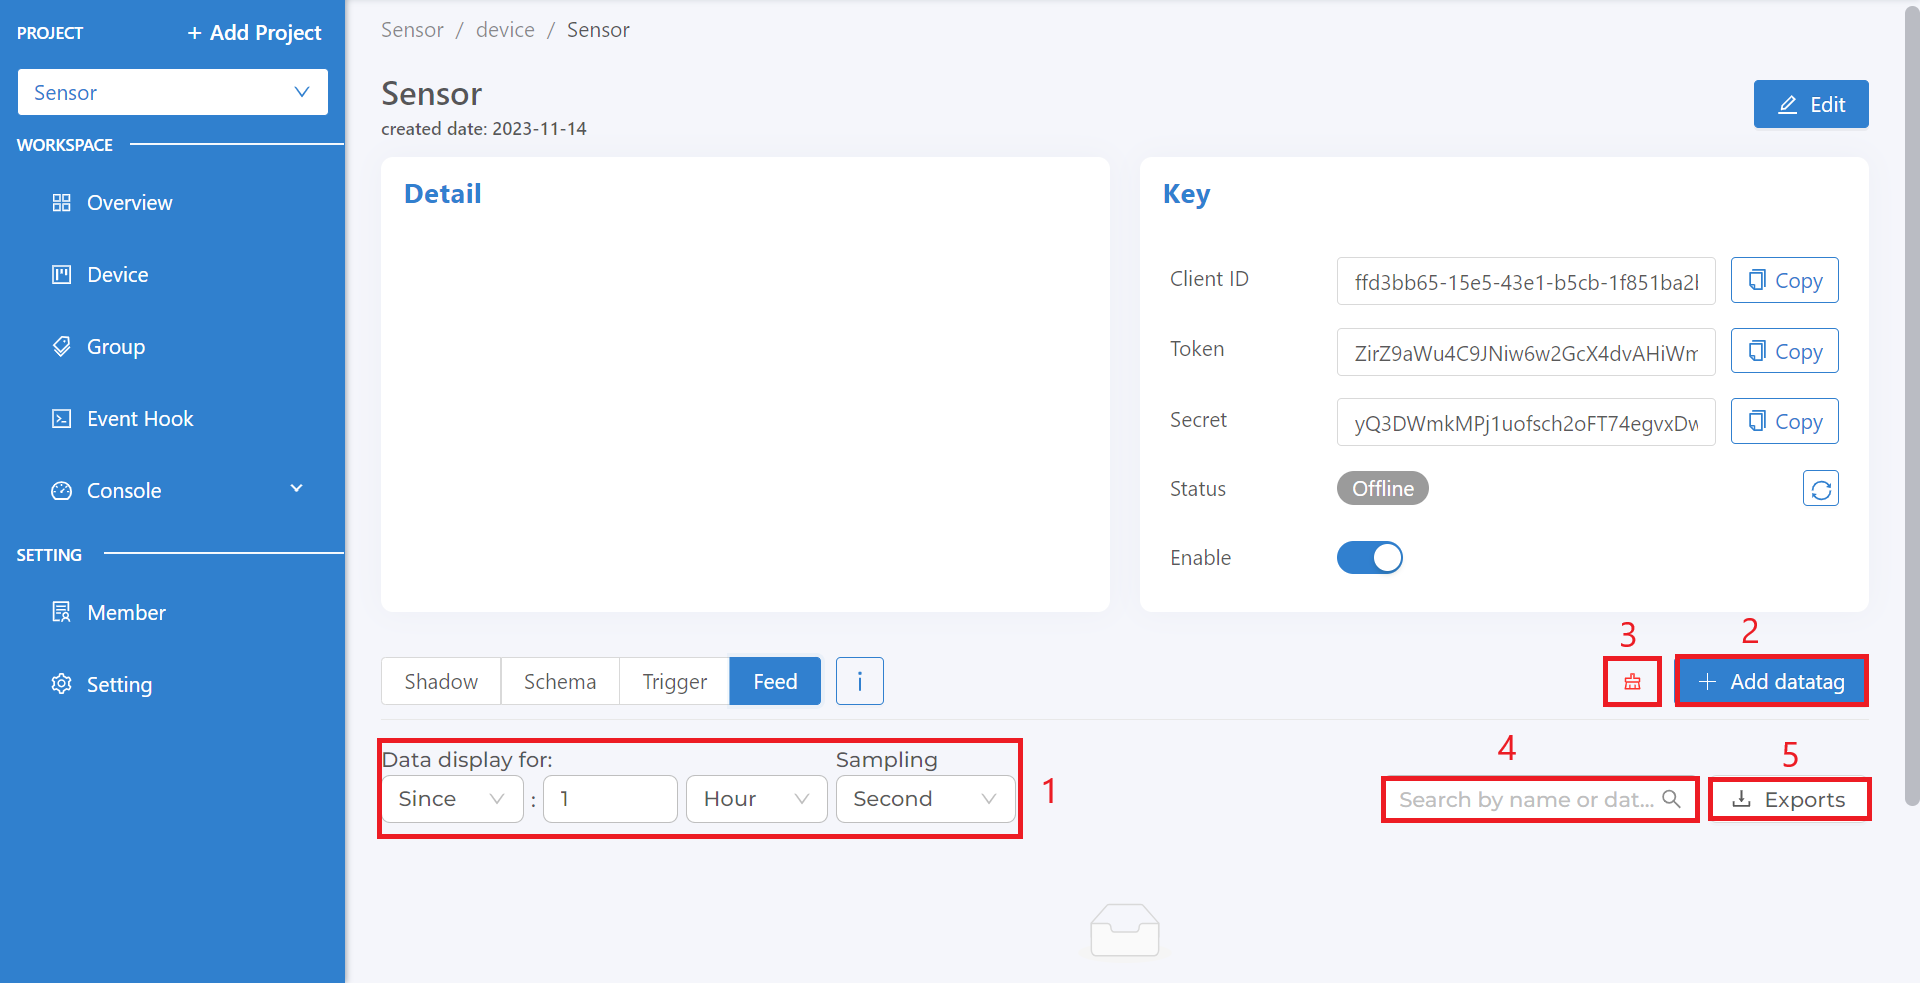 PROJECT
+ Add Project
Sensor
WORKSPACE
Overview
Device
Group
Event Hook
Console
SETTING
Member
Setting
Sensor / device / Sensor
Sensor
created date: 2023-11-14
Edit
Detail
Key
Client ID
ffd3bb65-15e5-43e1-b5cb-1f851ba2
Copy
Token
ZirZ9aWu4C9JNiw6w2GcX4dvAHiWm
Copy
Secret
yQ3DWmkMPj1uofsch2oFT74egvxDw
Copy
Status
Offline
Enable
3
2
Shadow
Schema
Trigger
Feed
i
+ Add datatag
Data display for:
Sampling
Since
:
1
Hour
Second
1
4
5
Search by name or dat...
Exports